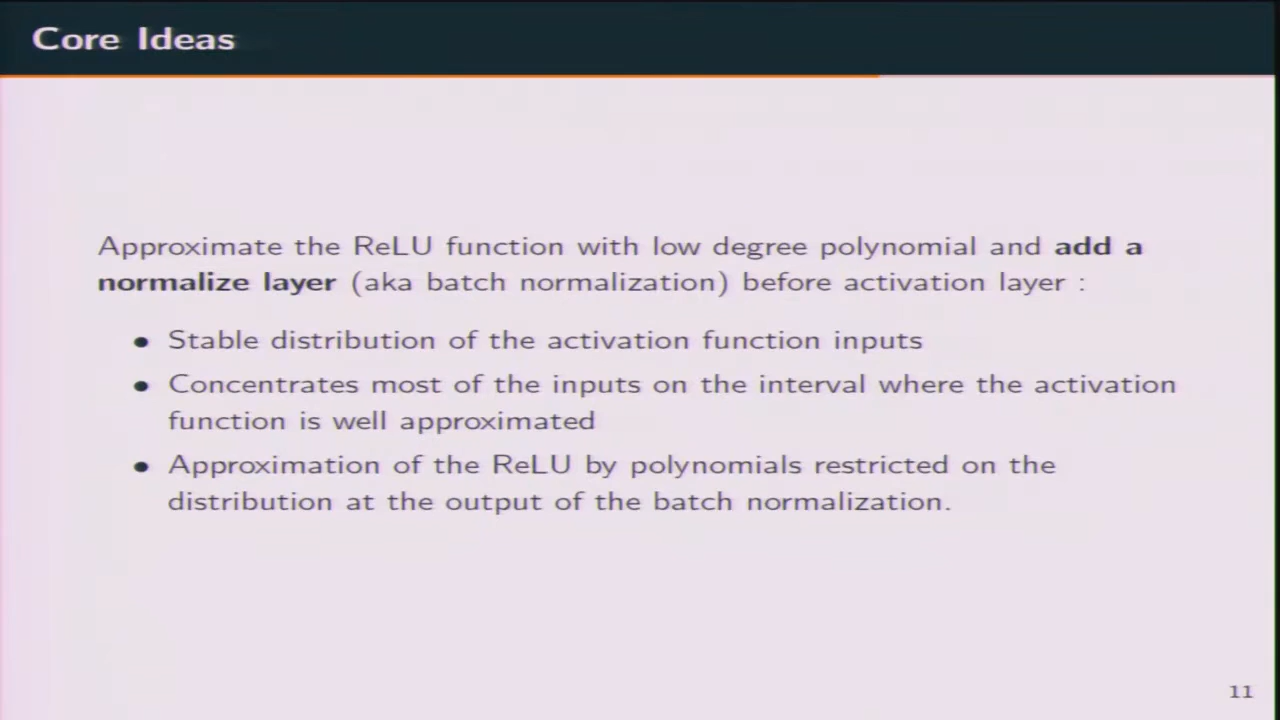 Core Ideas
Approximate the ReLU function with low degree polynomial and add a
normalize layer (aka batch normalization) before activation layer :
• Stable distribution of the activation function inputs
• Concentrates most of the inputs on the interval where the activation
function is well approximated
• Approximation of the ReLU by polynomials restricted on the
distribution at the output of the batch normalization.
11